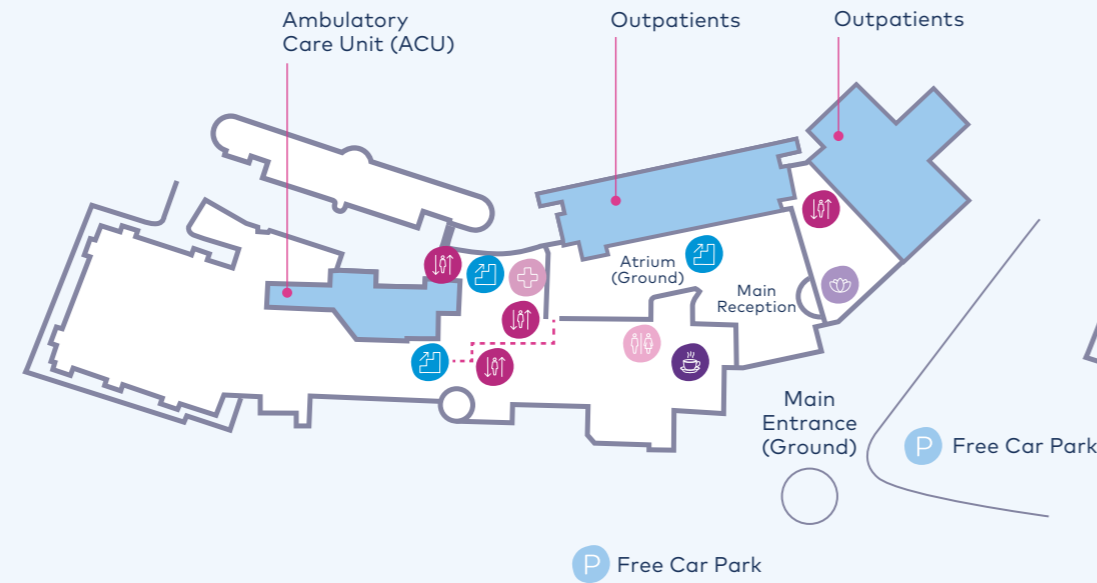 Ambulatory
Care Unit (ACU)
Outpatients
Outpatients
Atrium
(Ground)
Main
Reception
Main
Entrance
(Ground)
P Free Car Park
P Free Car Park